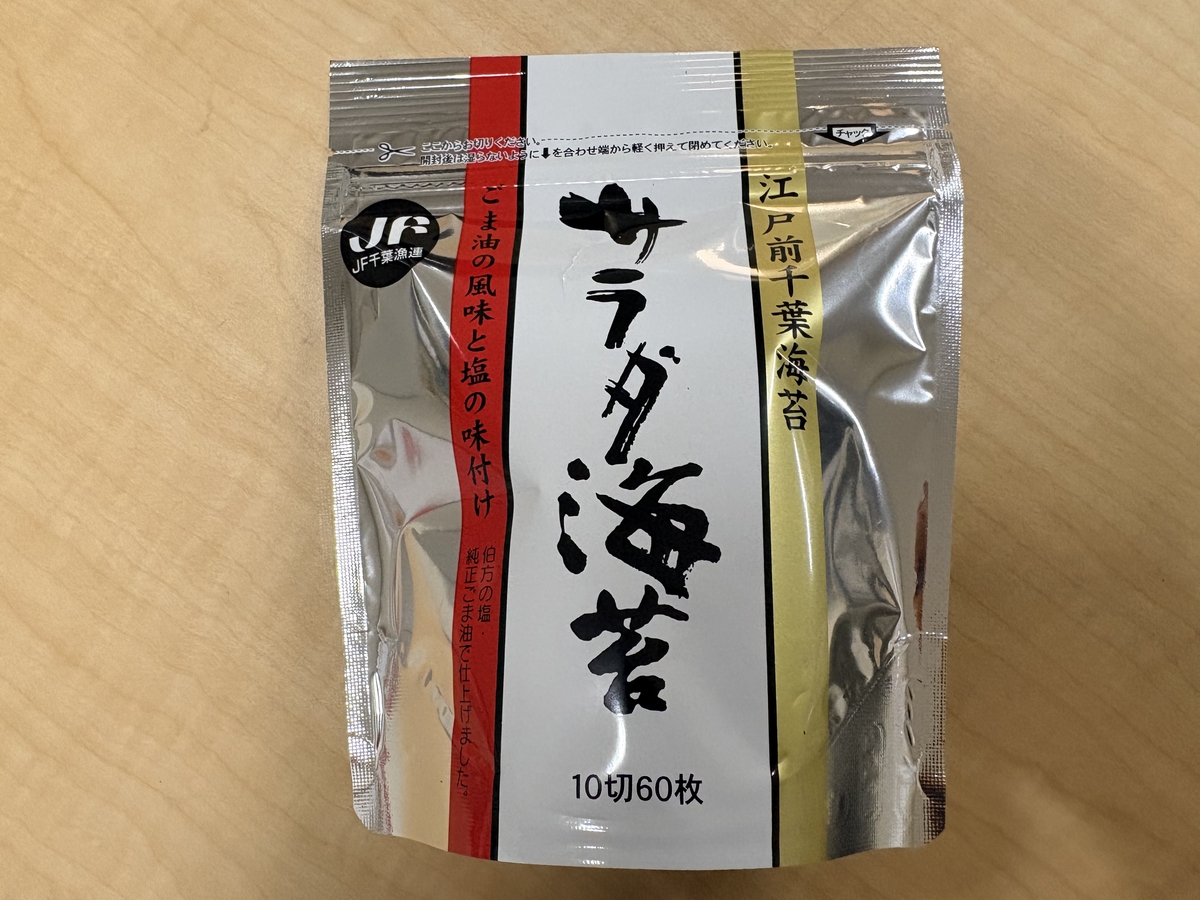 ここからお切りください。
開封後は湿らないように⬇を合わせ端から軽く押えて閉めてください。
チャック
JF
JF千葉漁連
江戸前千葉海苔
サラダ海苔
ごま油の風味と塩の味付け
伯方の塩・
純正ごま油で仕上げました。
10切60枚